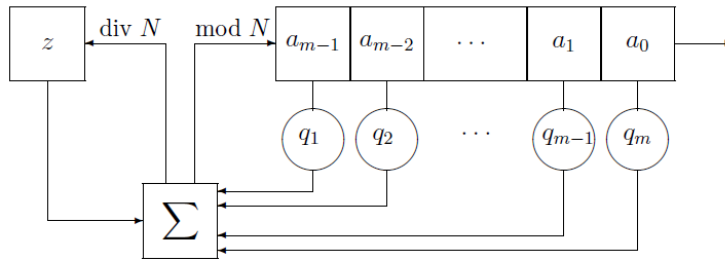 div N mod N
z a_{m−1} a_{m−2} ··· a_1 a_0
q_1 q_2 ··· q_{m−1} q_m
∑